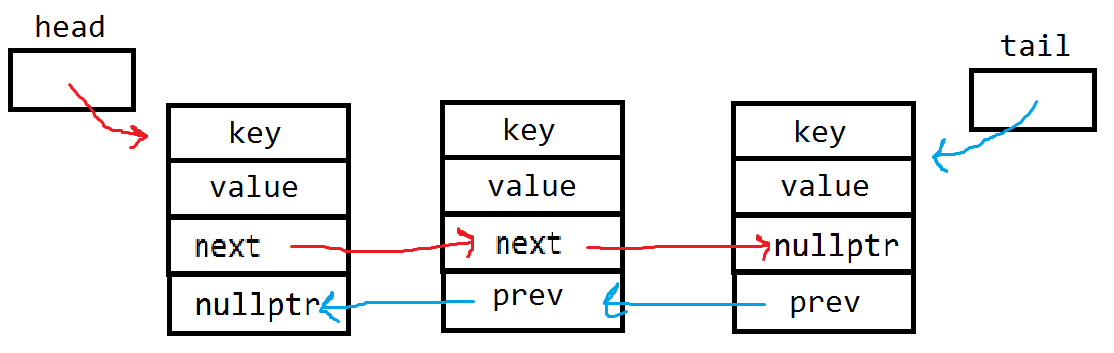 head
tail
key
value
next
nullptr
key
value
next
prev
key
value
nullptr
prev